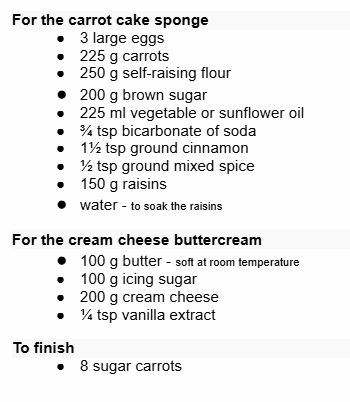 For the carrot cake sponge
● 3 large eggs
● 225 g carrots
● 250 g self-raising flour
● 200 g brown sugar
● 225 ml vegetable or sunflower oil
● ¾ tsp bicarbonate of soda
● 1½ tsp ground cinnamon
● ½ tsp ground mixed spice
● 150 g raisins
● water - to soak the raisins
For the cream cheese buttercream
● 100 g butter - soft at room temperature
● 100 g icing sugar
● 200 g cream cheese
● ¼ tsp vanilla extract
To finish
● 8 sugar carrots